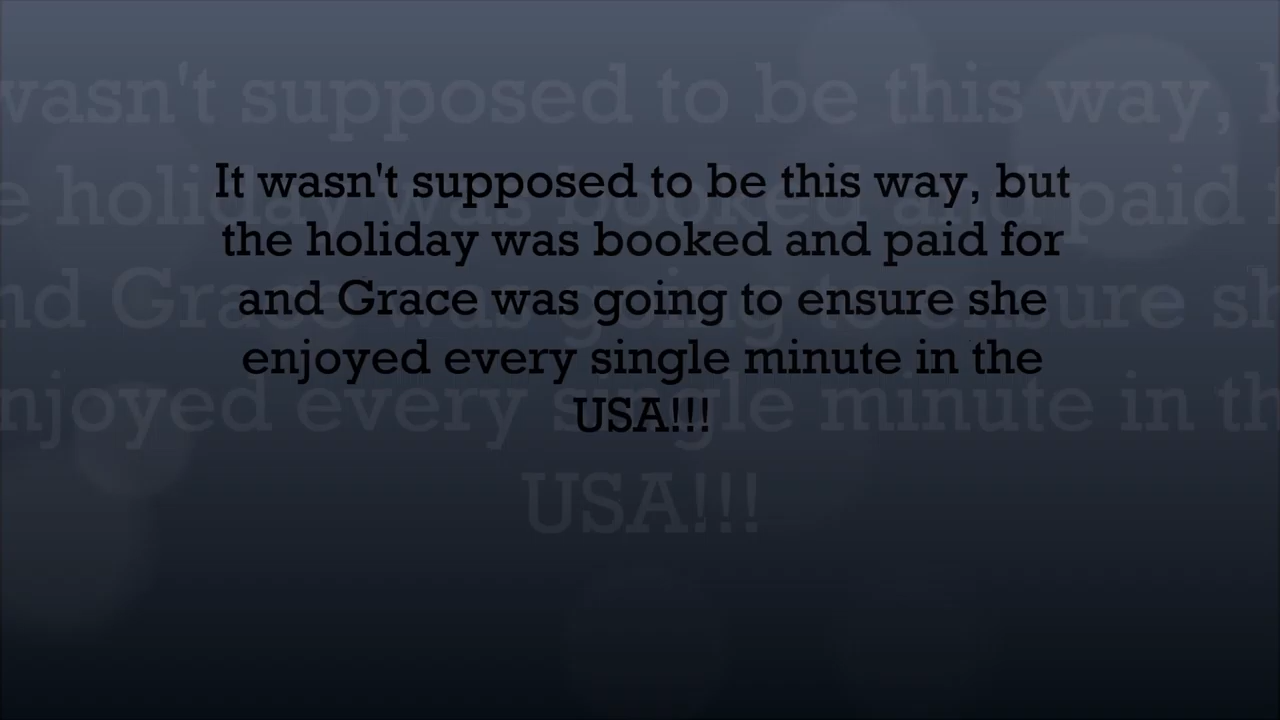 It wasn't supposed to be this way, but
the holiday was booked and paid for
and Grace was going to ensure she
enjoyed every single minute in the
USA!!!